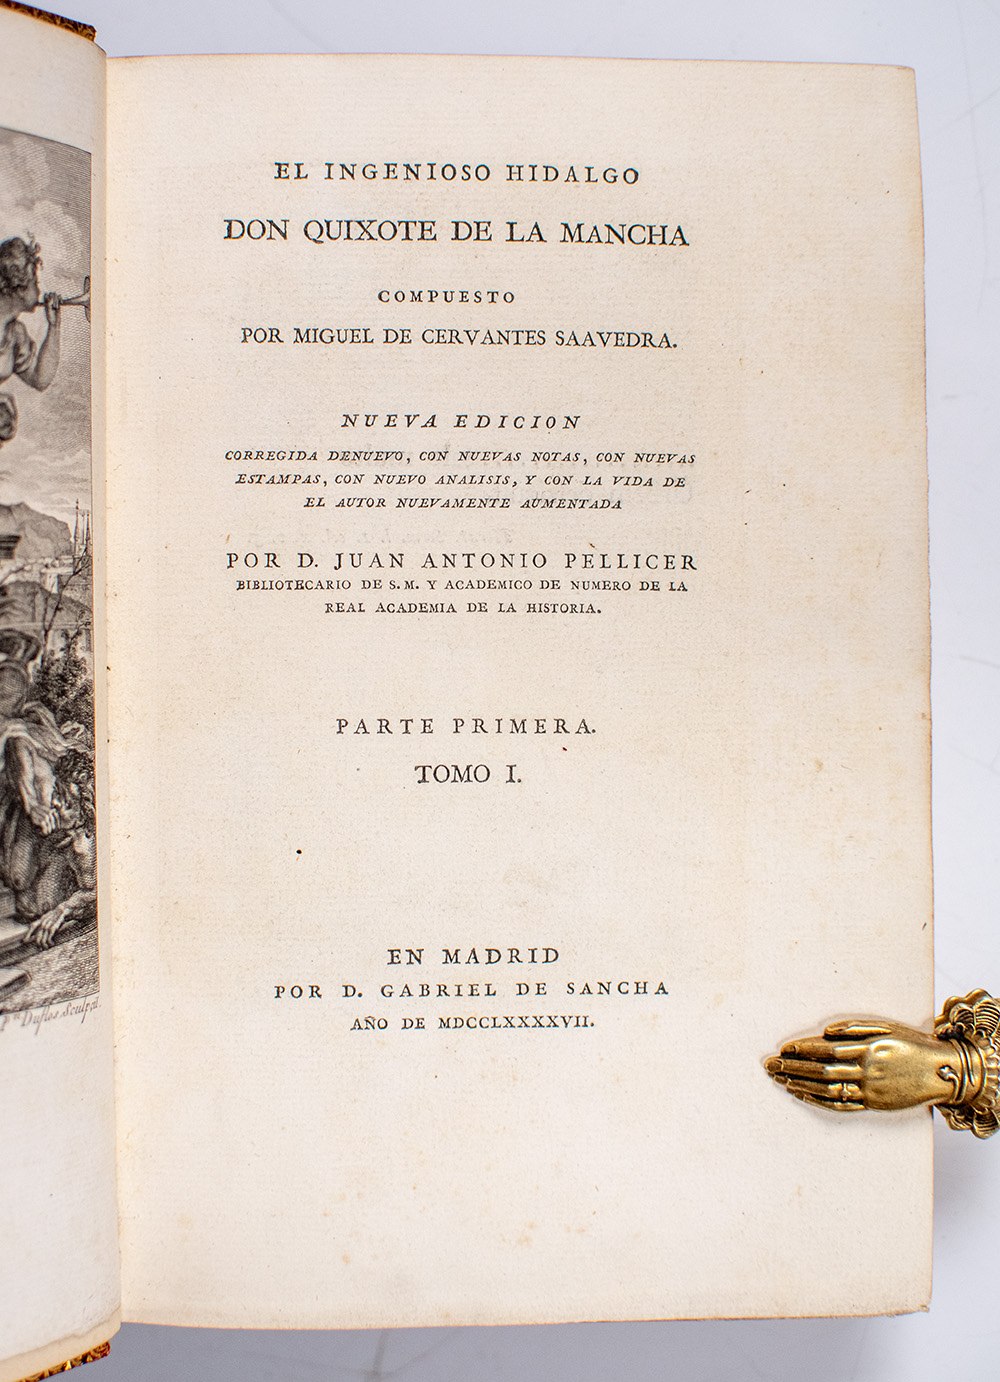 EL INGENIOSO HIDALGO
DON QUIXOTE DE LA MANCHA
COMPUESTO
POR MIGUEL DE CERVANTES SAAVEDRA.
NUEVA EDICION
CORREGIDA DENUEVO, CON NUEVAS NOTAS, CON NUEVAS
ESTAMPAS, CON NUEVO ANALISIS, Y CON LA VIDA DE
EL AUTOR NUEVAMENTE AUMENTADA
POR D. JUAN ANTONIO PELLICER
BIBLIOTECARIO DE S. M. Y ACADEMICO DE NUMERO DE LA
REAL ACADEMIA DE LA HISTORIA.
PARTE PRIMERA.
TOMO I.
EN MADRID
POR D. GABRIEL DE SANCHA
AÑO DE MDCCLXXXXVII.
Duflos Sculpsit.